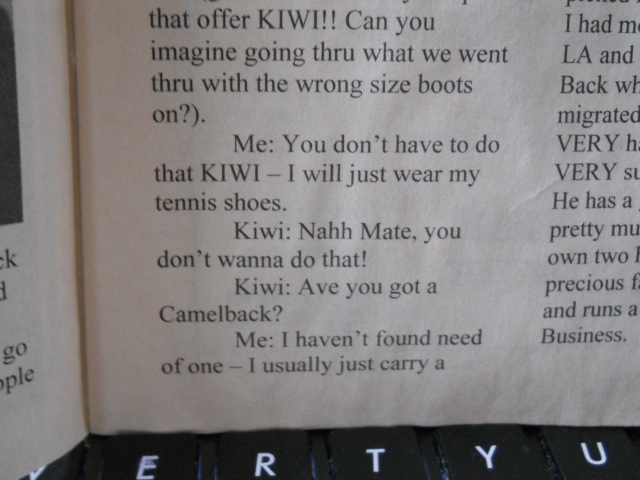 that offer KIWI!! Can you
imagine going thru what we went
thru with the wrong size boots
on?).
Me: You don't have to do
that KIWI – I will just wear my
tennis shoes.
Kiwi: Nahh Mate, you
don't wanna do that!
Kiwi: Ave you got a
Camelback?
Me: I haven't found need
of one – I usually just carry a
I had
LA and
Back
migrated
VERY
VERY
He has a
pretty
own two
precious
and runs a
Business.
go
E R T Y U